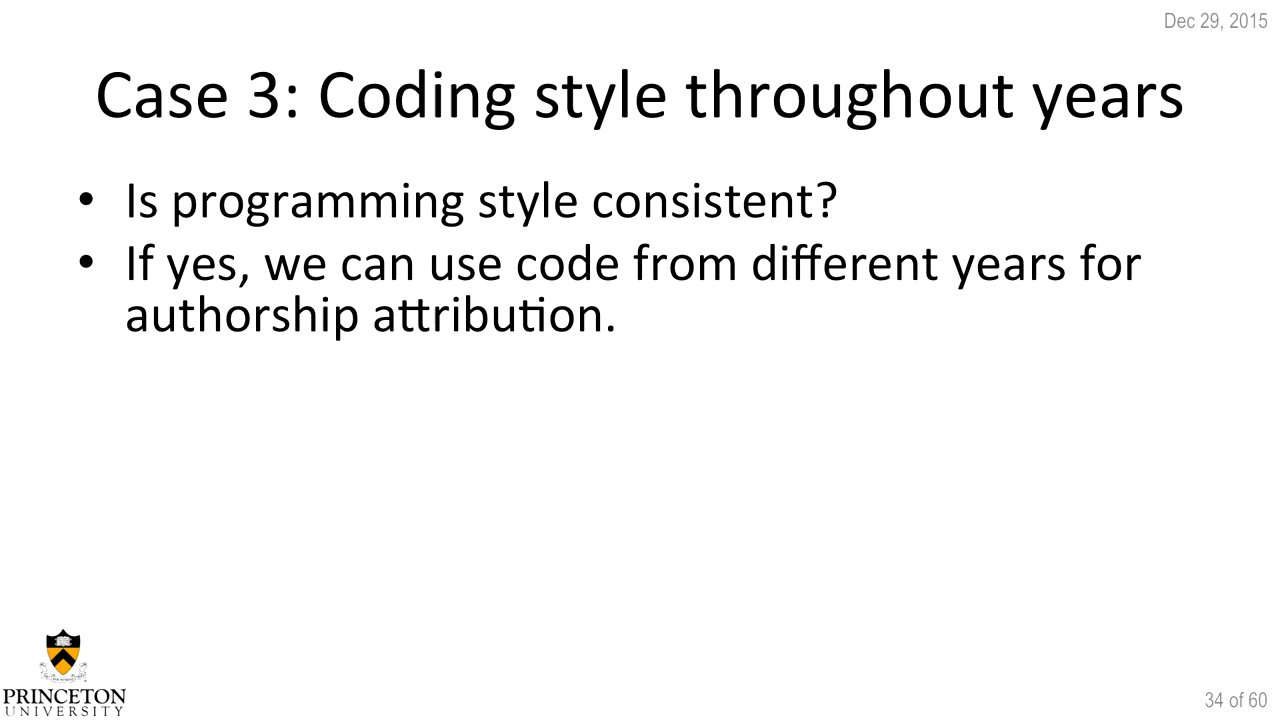 Dec 29, 2015
Case 3: Coding style throughout years
• Is programming style consistent?
• If yes, we can use code from different years for
authorship attribution.
PRINCETON
UNIVERSITY
34 of 60